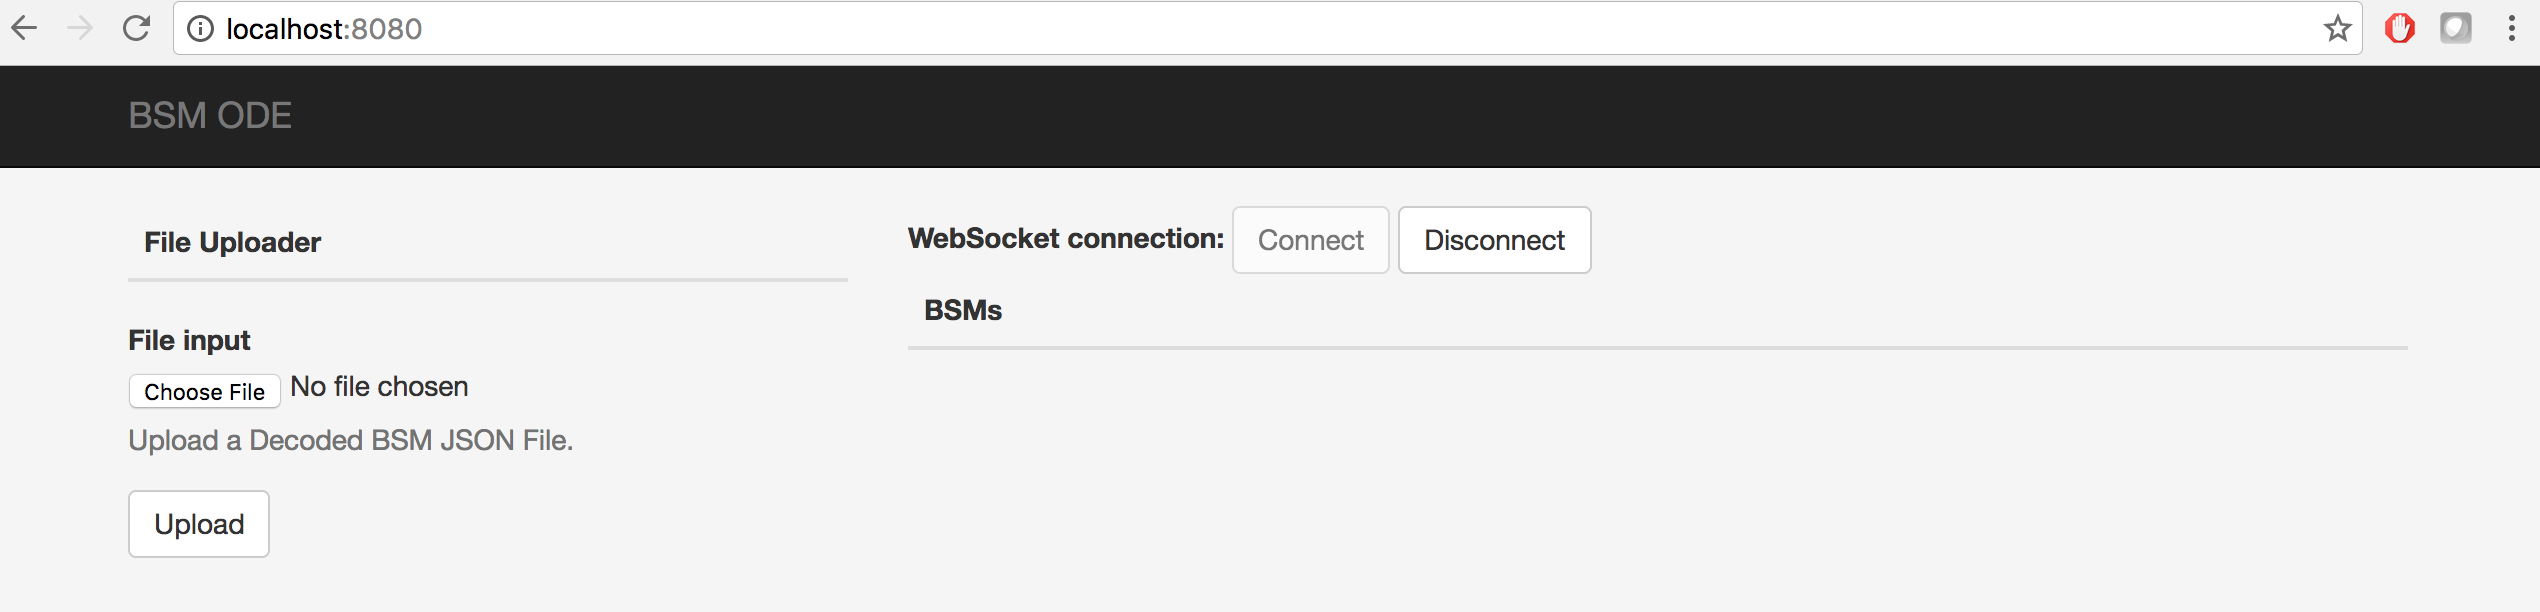 localhost:8080
BSM ODE
File Uploader
File input
Choose File No file chosen
Upload a Decoded BSM JSON File.
Upload
WebSocket connection: Connect Disconnect
BSMs